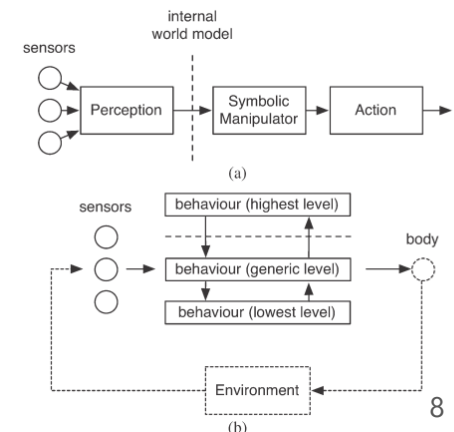 internal
world model
sensors
Perception
Symbolic
Manipulator
Action
(a)
sensors
behaviour (highest level)
body
behaviour (generic level)
behaviour (lowest level)
Environment
8
(b)